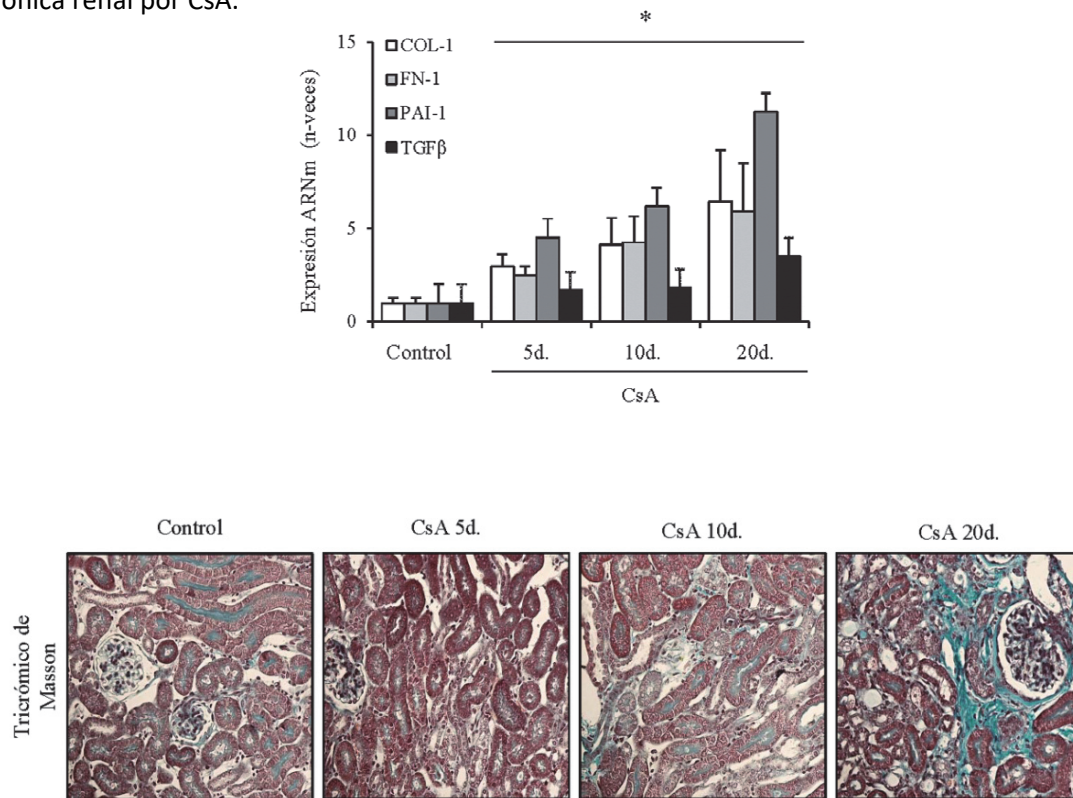 ónica renal por CsA.
*
15
10
5
0
Expresión ARNm (n-veces)
COL-1
FN-1
PAI-1
TGFβ
Control 5d. 10d. 20d.
CsA
Control CsA 5d. CsA 10d. CsA 20d.
Tricrómico de
Masson